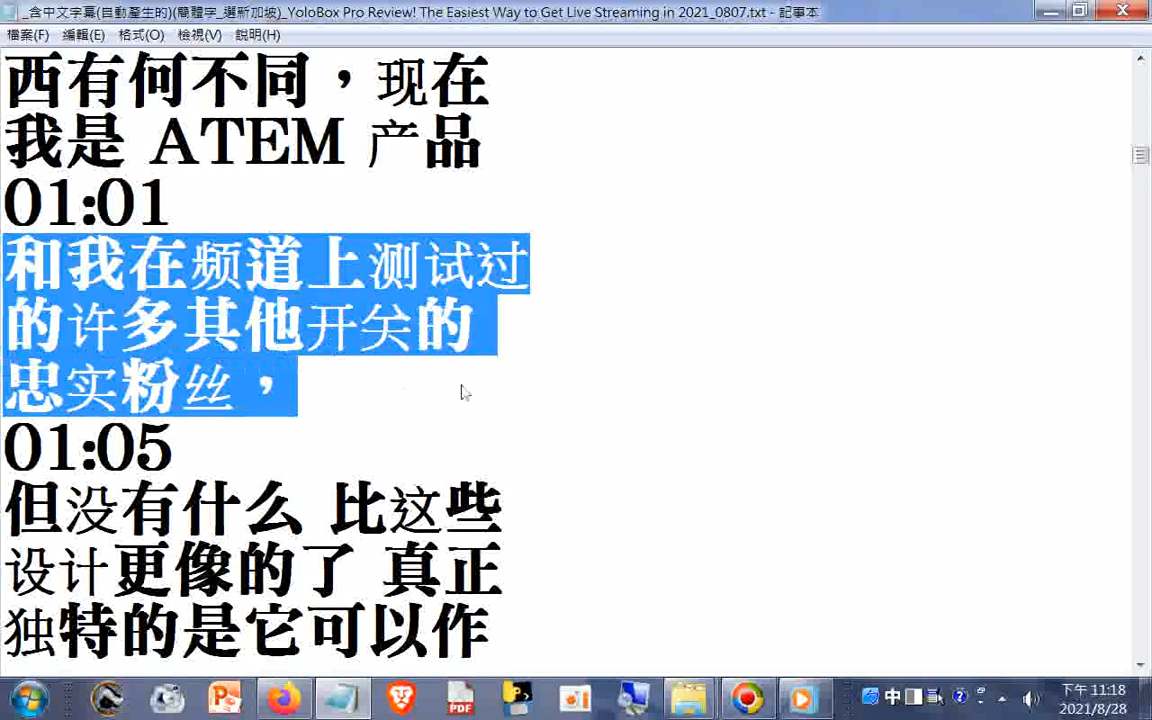 _含中文字幕(自動產生的)(簡體字_選新加坡)_YoloBox Pro Review! The Easiest Way to Get Live Streaming in 2021_0807.txt - 記事本
檔案(F) 編輯(E) 格式(O) 檢視(V) 說明(H)
西有何不同，现在
我是 ATEM 产品
01:01
和我在频道上测试过
的许多其他开关的
忠实粉丝，
01:05
但没有什么 比这些
设计更像的了 真正
独特的是它可以作
中
下午 11:18
2021/8/28
PDF